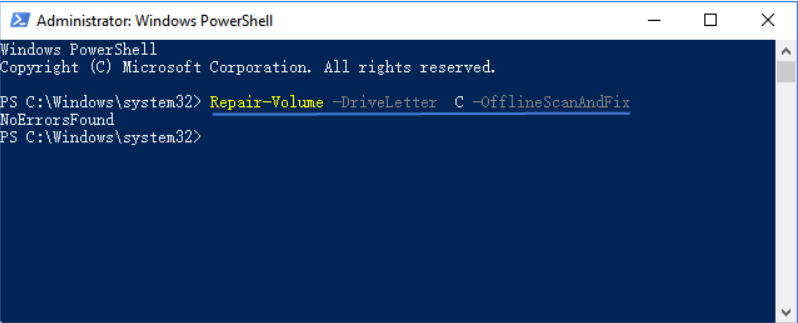 Administrator: Windows PowerShell
Windows PowerShell
Copyright (C) Microsoft Corporation. All rights reserved.
PS C:\Windows\system32> Repair-Volume -DriveLetter  C -OfflineScanAndFix
NoErrorsFound
PS C:\Windows\system32>